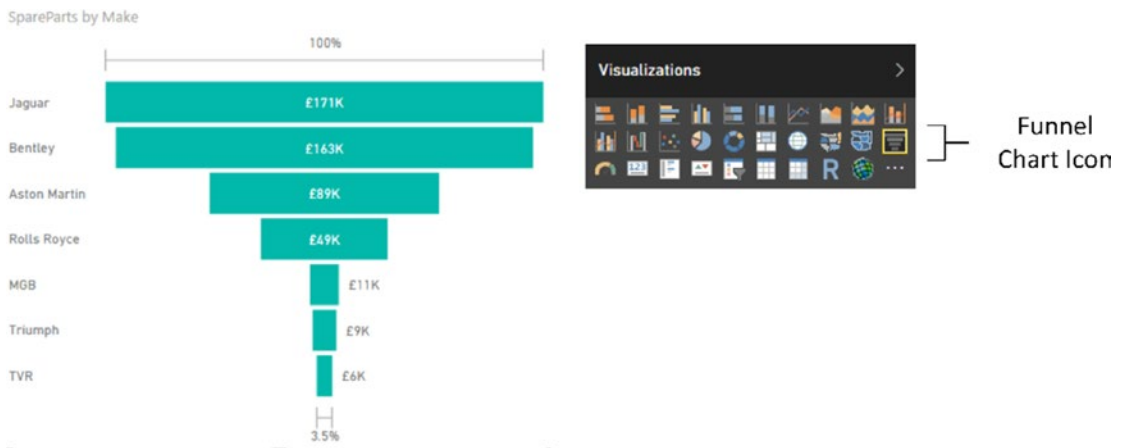 SpareParts by Make
100%
Jaguar £171K
Bentley £163K
Aston Martin £89K
Rolls Royce £49K
MGB £11K
Triumph £9K
TVR £6K
3.5%
Visualizations
123
R
Funnel
Chart Icon